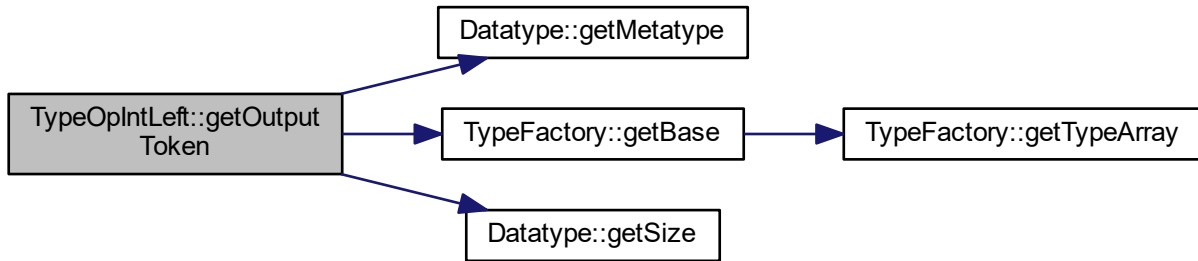 Datatype::getMetatype
TypeOpIntLeft::getOutput
Token
TypeFactory::getBase
TypeFactory::getTypeArray
Datatype::getSize